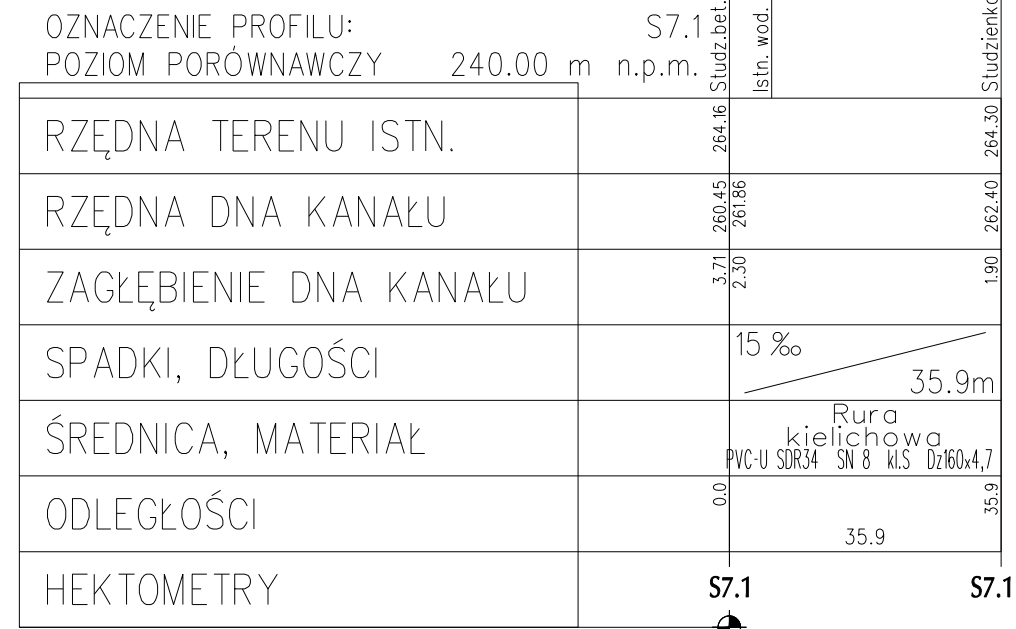 OZNACZENIE PROFILU: S7.1
POZIOM PORÓWNAWCZY 240.00 m n.p.m.
Studz.bet.
Istn. wod.
RZĘDNA TERENU ISTN.
264.16
264.30
RZĘDNA DNA KANAŁU
260.45
261.86
262.40
ZAGŁĘBIENIE DNA KANAŁU
3.71
2.30
1.90
SPADKI, DŁUGOŚCI
15 ‰
35.9m
ŚREDNICA, MATERIAŁ
Rura
kielichowa
PVC-U SDR34 SN 8 kl.S Dz160x4,7
ODLEGŁOŚCI
0.0
35.9
35.9
HEKTOMETRY
S7.1
S7.1